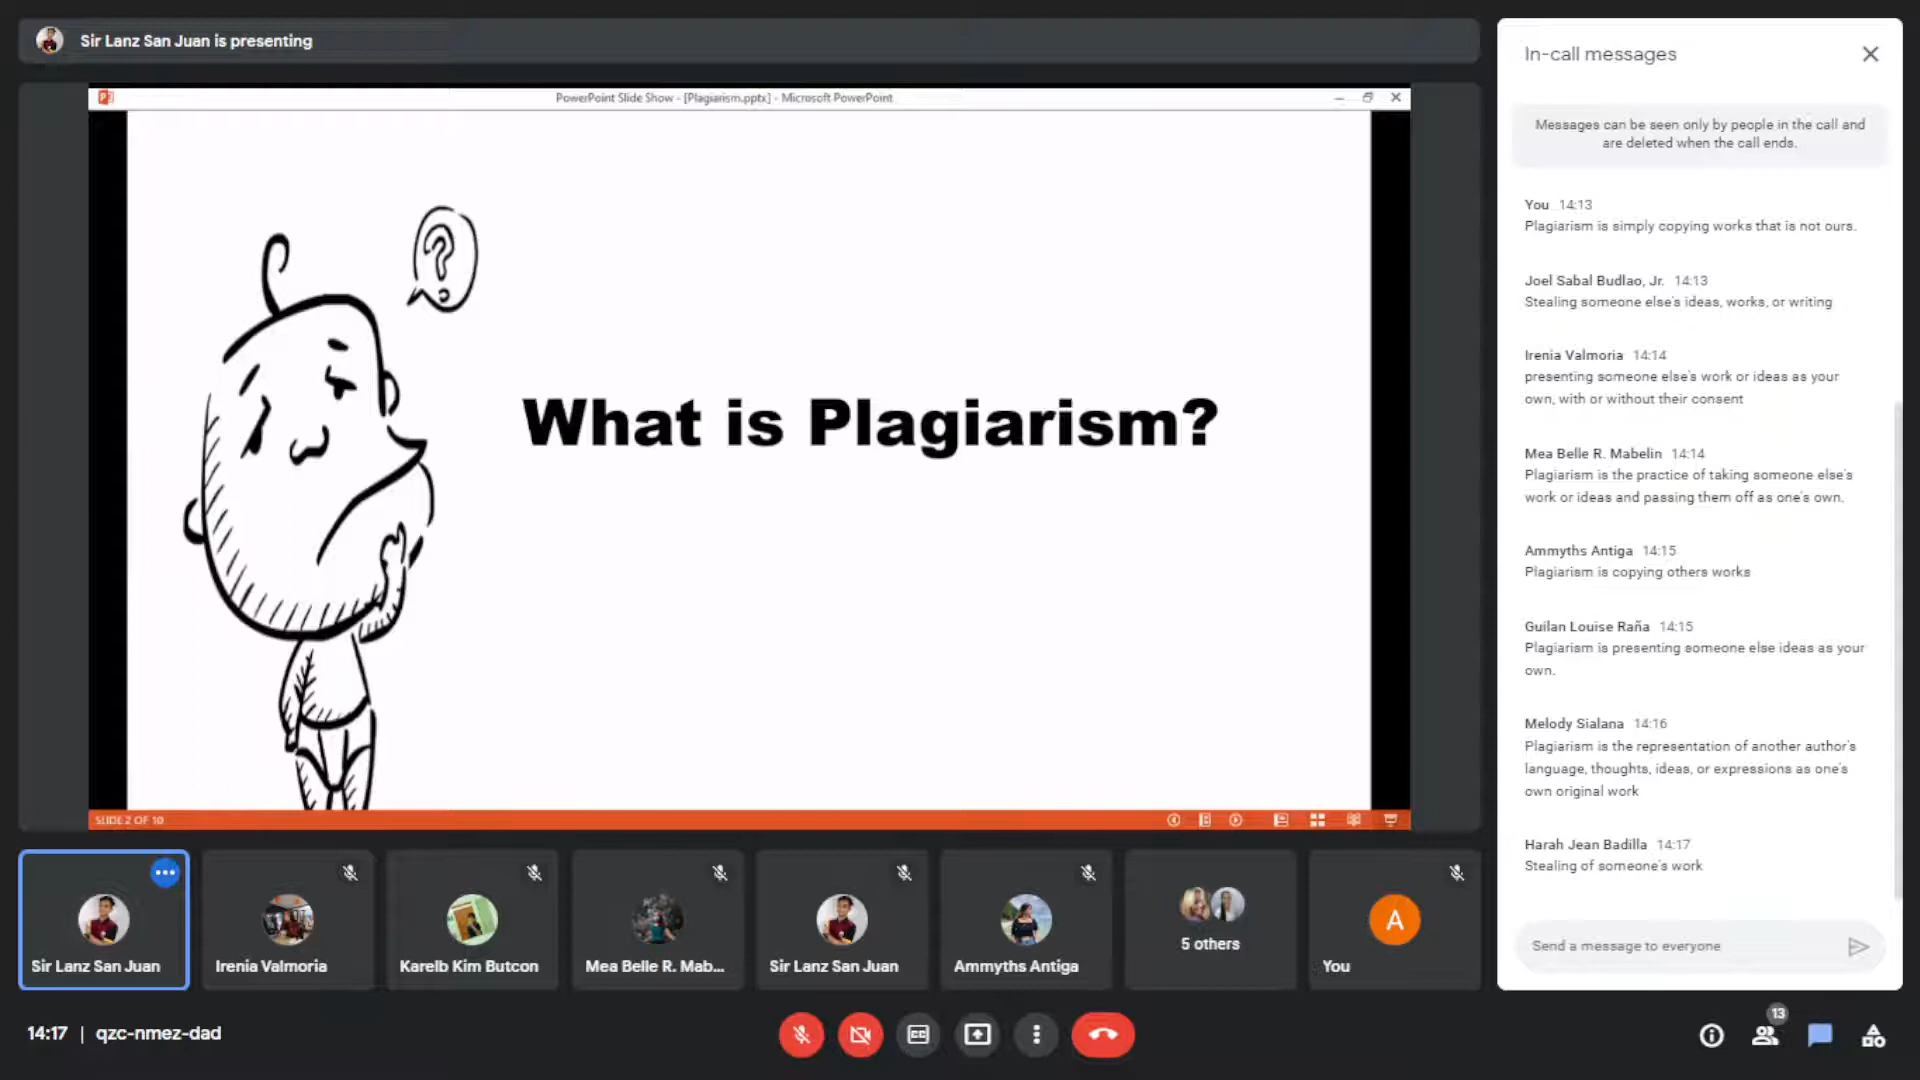 Sir Lanz San Juan is presenting
PowerPoint Slide Show - [Plagiarism.pptx] - Microsoft PowerPoint
?
What is Plagiarism?
SLIDE 2 OF 10
Sir Lanz San Juan
Irenia Valmoria
Karelb Kim Butcon
Mea Belle R. Mab...
Sir Lanz San Juan
Ammyths Antiga
5 others
A
You
14:17 | qzc-nmez-dad
13
In-call messages
Messages can be seen only by people in the call and
are deleted when the call ends.
You 14:13
Plagiarism is simply copying works that is not ours.
Joel Sabal Budlao, Jr. 14:13
Stealing someone else's ideas, works, or writing
Irenia Valmoria 14:14
presenting someone else's work or ideas as your
own, with or without their consent
Mea Belle R. Mabelin 14:14
Plagiarism is the practice of taking someone else's
work or ideas and passing them off as one's own.
Ammyths Antiga 14:15
Plagiarism is copying others works
Guilan Louise Raña 14:15
Plagiarism is presenting someone else ideas as your
own.
Melody Sialana 14:16
Plagiarism is the representation of another author's
language, thoughts, ideas, or expressions as one's
own original work
Harah Jean Badilla 14:17
Stealing of someone's work
Send a message to everyone